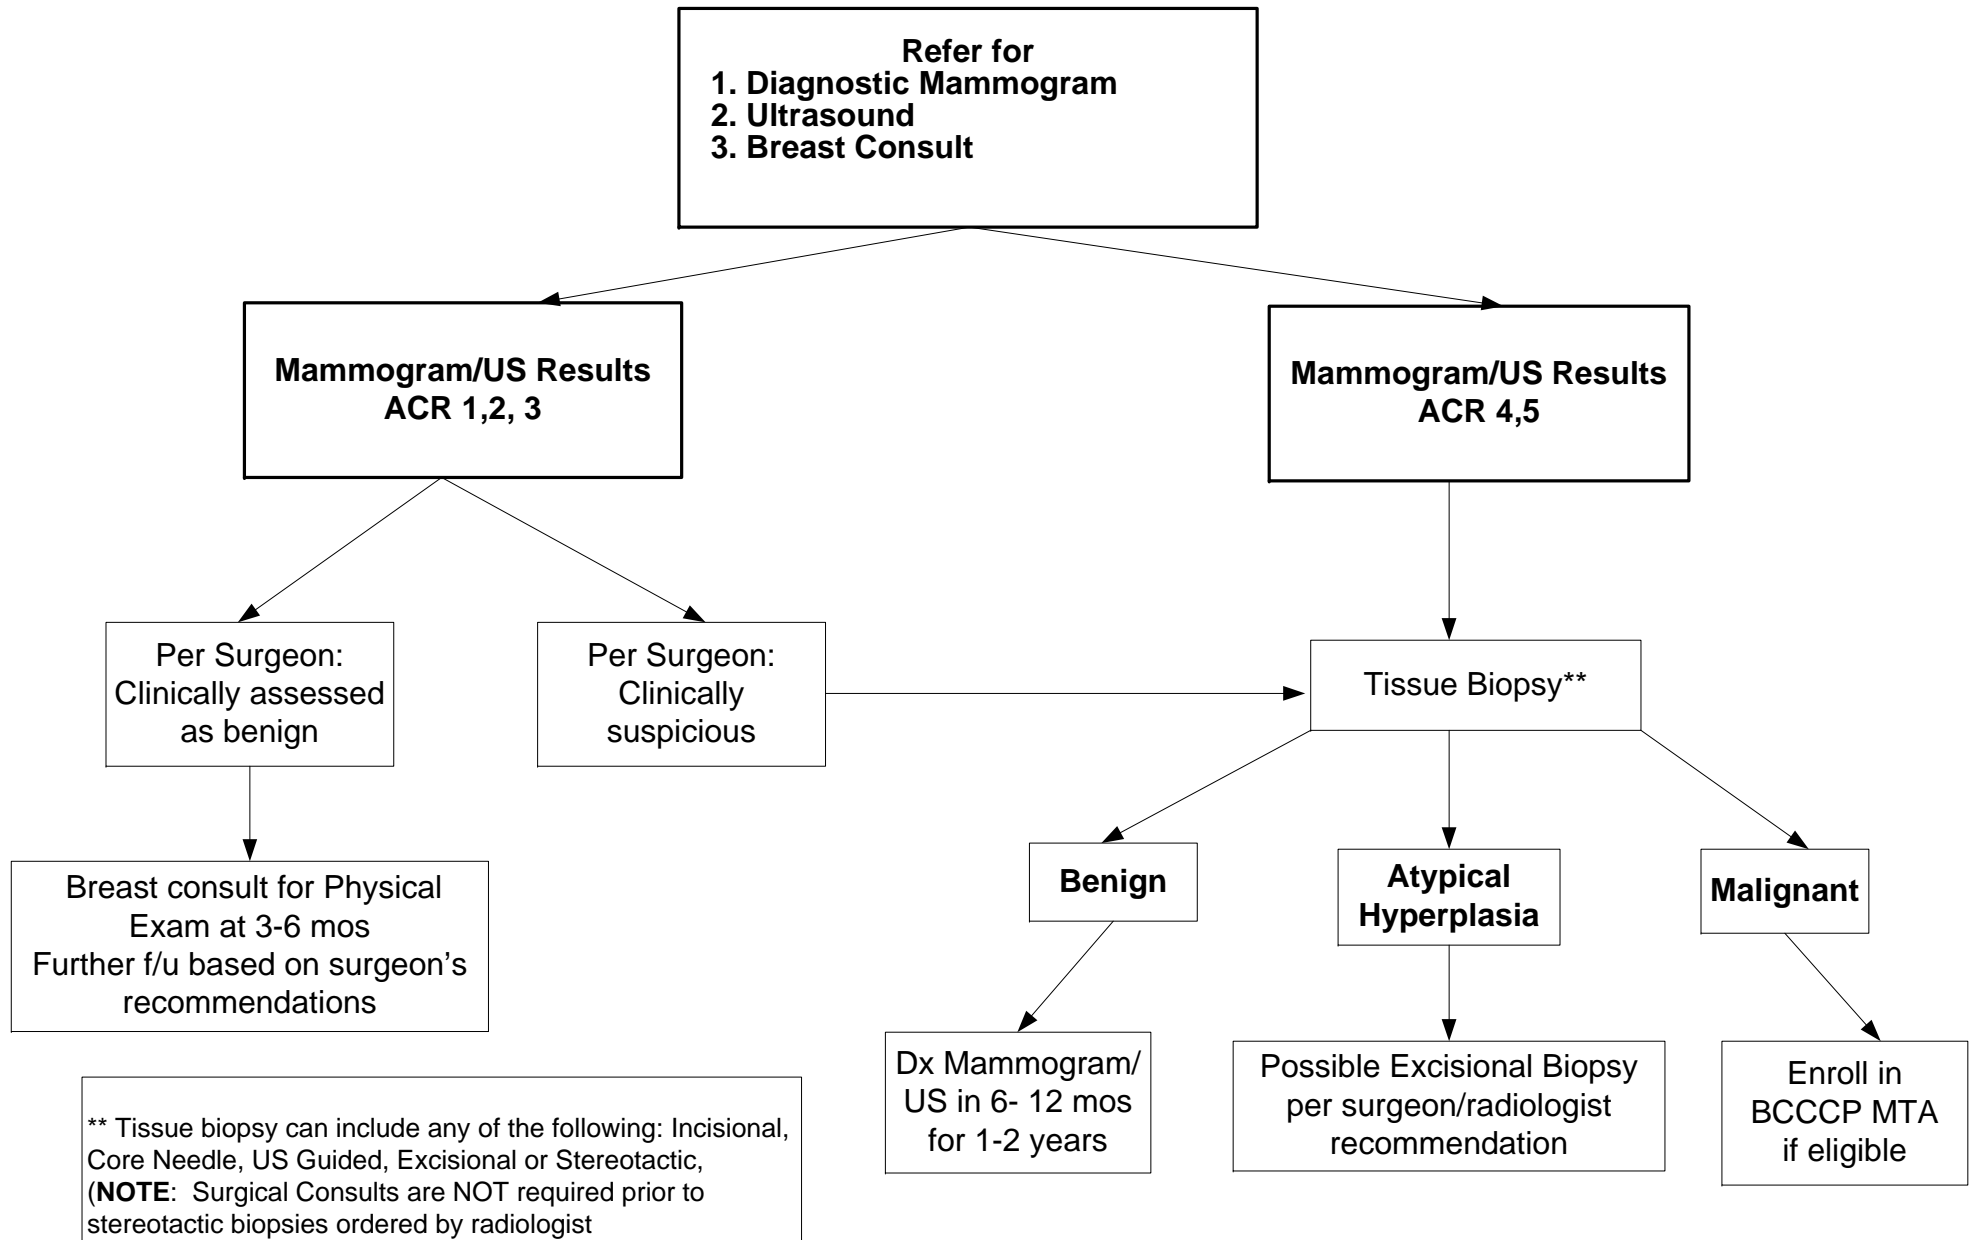 Refer for
1. Diagnostic Mammogram
2. Ultrasound
3. Breast Consult
Mammogram/US Results
ACR 1,2, 3
Mammogram/US Results
ACR 4,5
Per Surgeon:
Clinically assessed
as benign
Per Surgeon:
Clinically
suspicious
Tissue Biopsy**
Breast consult for Physical
Exam at 3-6 mos
Further f/u based on surgeon’s
recommendations
Benign
Atypical
Hyperplasia
Malignant
Dx Mammogram/
US in 6- 12 mos
for 1-2 years
Possible Excisional Biopsy
per surgeon/radiologist
recommendation
Enroll in
BCCCP MTA
if eligible
** Tissue biopsy can include any of the following: Incisional,
Core Needle, US Guided, Excisional or Stereotactic,
(NOTE:  Surgical Consults are NOT required prior to
stereotactic biopsies ordered by radiologist